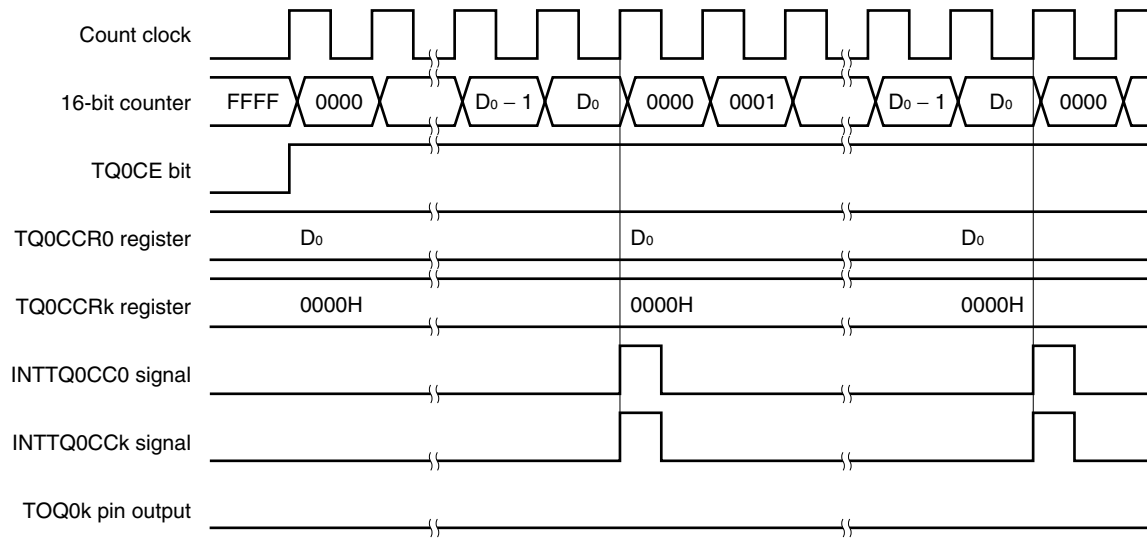 Count clock
16-bit counter FFFF 0000 D₀ − 1 D₀ 0000 0001 D₀ − 1 D₀ 0000
TQ0CE bit
TQ0CCR0 register D₀ D₀ D₀
TQ0CCRk register 0000H 0000H 0000H
INTTQ0CC0 signal
INTTQ0CCk signal
TOQ0k pin output